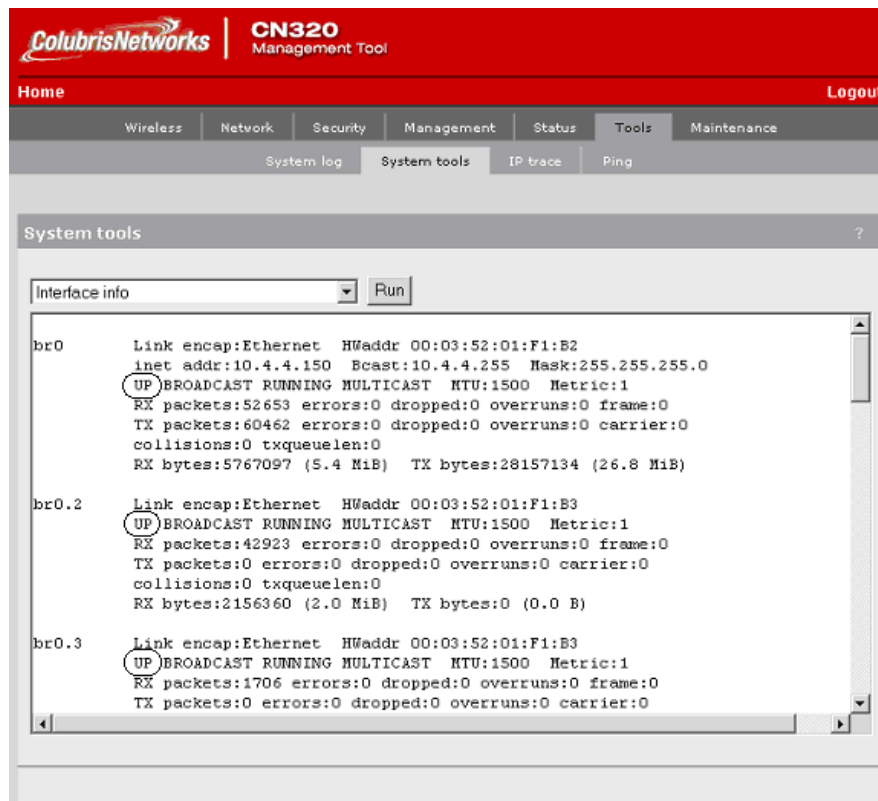 ColubrisNetworks
CN320
Management Tool
Home Logout
Wireless Network Security Management Status Tools Maintenance
System log System tools IP trace Ping
System tools ?
Interface info Run
br0 Link encap:Ethernet HWaddr 00:03:52:01:F1:B2
inet addr:10.4.4.150 Bcast:10.4.4.255 Mask:255.255.255.0
UP BROADCAST RUNNING MULTICAST MTU:1500 Metric:1
RX packets:52653 errors:0 dropped:0 overruns:0 frame:0
TX packets:60462 errors:0 dropped:0 overruns:0 carrier:0
collisions:0 txqueuelen:0
RX bytes:5767097 (5.4 MiB) TX bytes:28157134 (26.8 MiB)
br0.2 Link encap:Ethernet HWaddr 00:03:52:01:F1:B3
UP BROADCAST RUNNING MULTICAST MTU:1500 Metric:1
RX packets:42923 errors:0 dropped:0 overruns:0 frame:0
TX packets:0 errors:0 dropped:0 overruns:0 carrier:0
collisions:0 txqueuelen:0
RX bytes:2156360 (2.0 MiB) TX bytes:0 (0.0 B)
br0.3 Link encap:Ethernet HWaddr 00:03:52:01:F1:B3
UP BROADCAST RUNNING MULTICAST MTU:1500 Metric:1
RX packets:1706 errors:0 dropped:0 overruns:0 frame:0
TX packets:0 errors:0 dropped:0 overruns:0 carrier:0